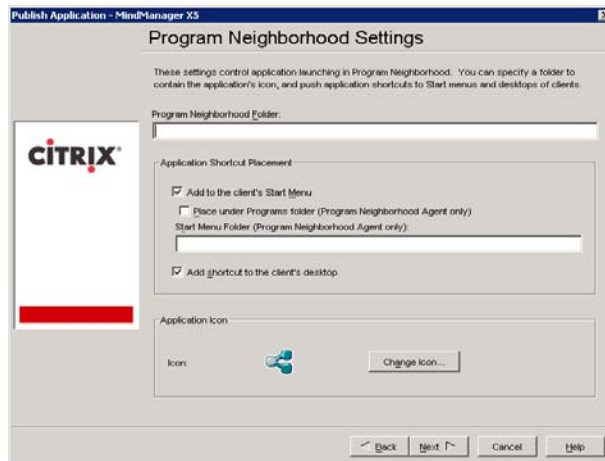 Publish Application - MindManager X5
Program Neighborhood Settings
These settings control application launching in Program Neighborhood. You can specify a folder to
contain the application's icon, and push application shortcuts to Start menus and desktops of clients.
Program Neighborhood Folder:
CITRIX
Application Shortcut Placement
Add to the client's Start Menu
Place under Programs folder (Program Neighborhood Agent only)
Start Menu Folder (Program Neighborhood Agent only):
Add shortcut to the client's desktop
Application Icon
Icon:
Change Icon...
Back Next Cancel Help